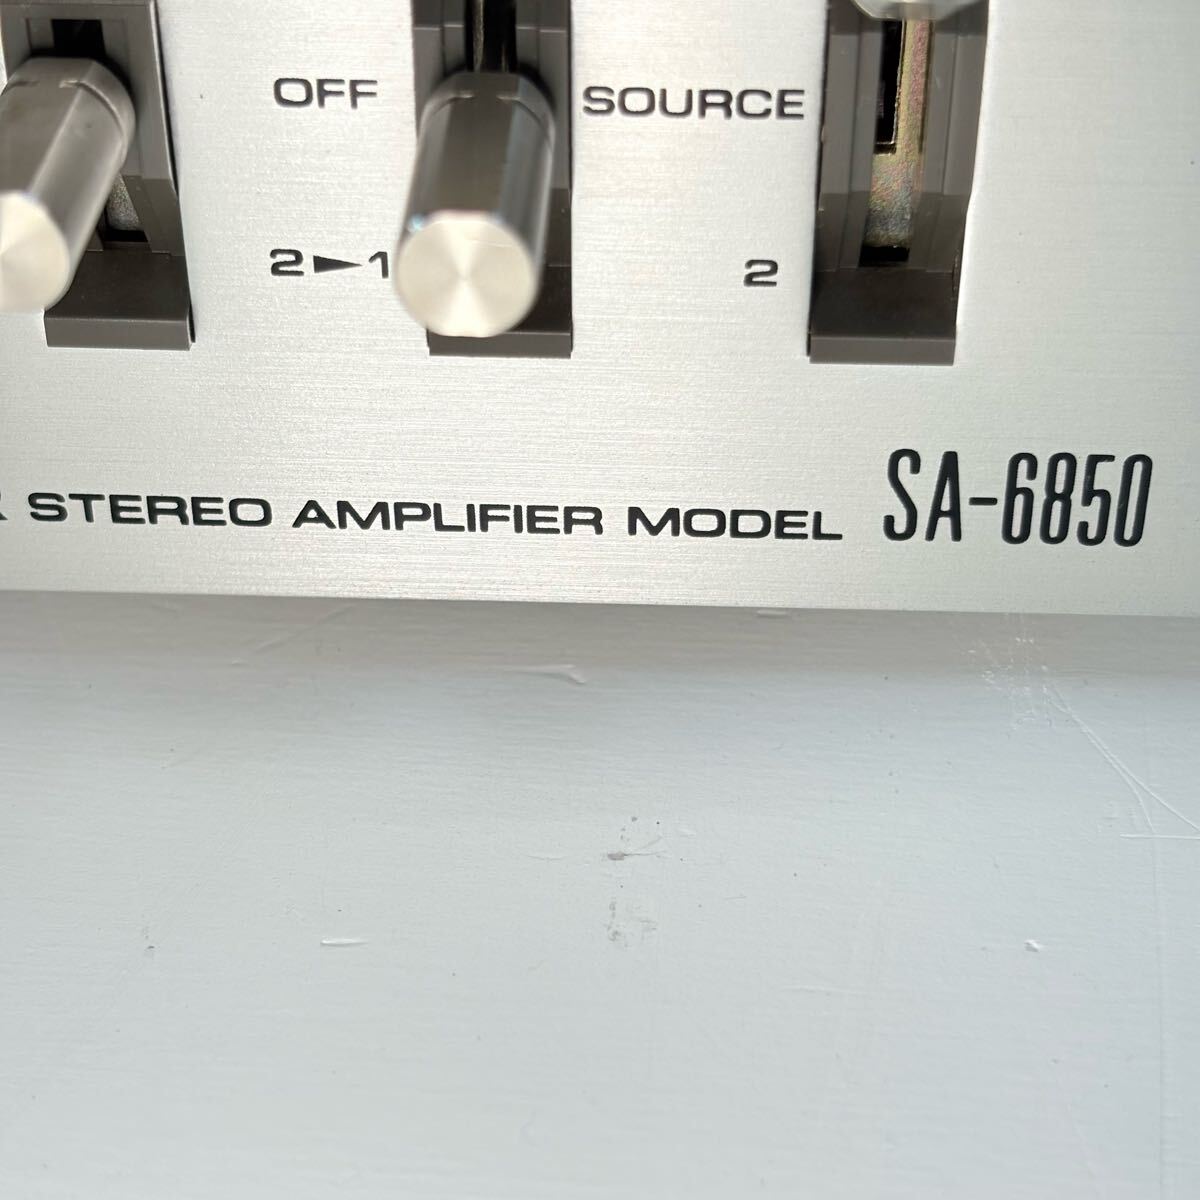 OFF
SOURCE
2►1
2
STEREO AMPLIFIER MODEL SA-6850